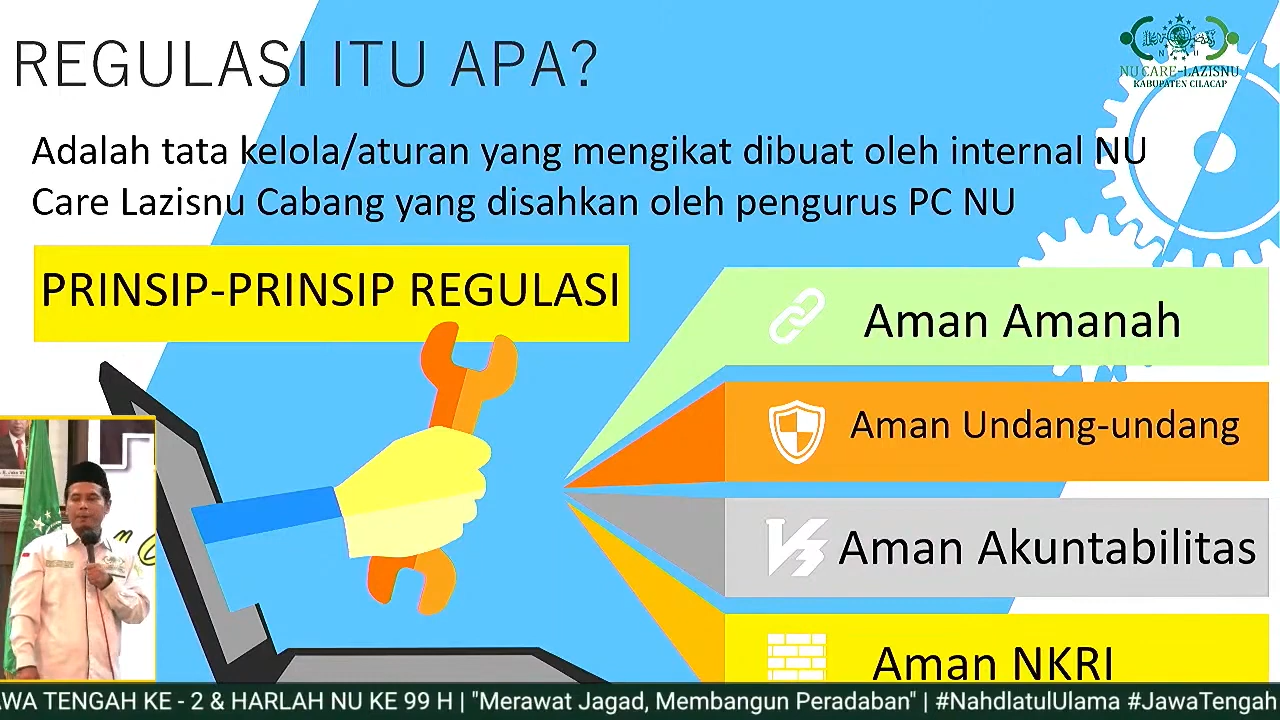 REGULASI ITU APA?
NU CARE-LAZISNU
KABUPATEN CILACAP
Adalah tata kelola/aturan yang mengikat dibuat oleh internal NU
Care Lazisnu Cabang yang disahkan oleh pengurus PC NU
PRINSIP-PRINSIP REGULASI
Aman Amanah
Aman Undang-undang
Aman Akuntabilitas
Aman NKRI
AWA TENGAH KE - 2 & HARLAH NU KE 99 H | "Merawat Jagad, Membangun Peradaban" | #NahdlatulUlama #JawaTengah